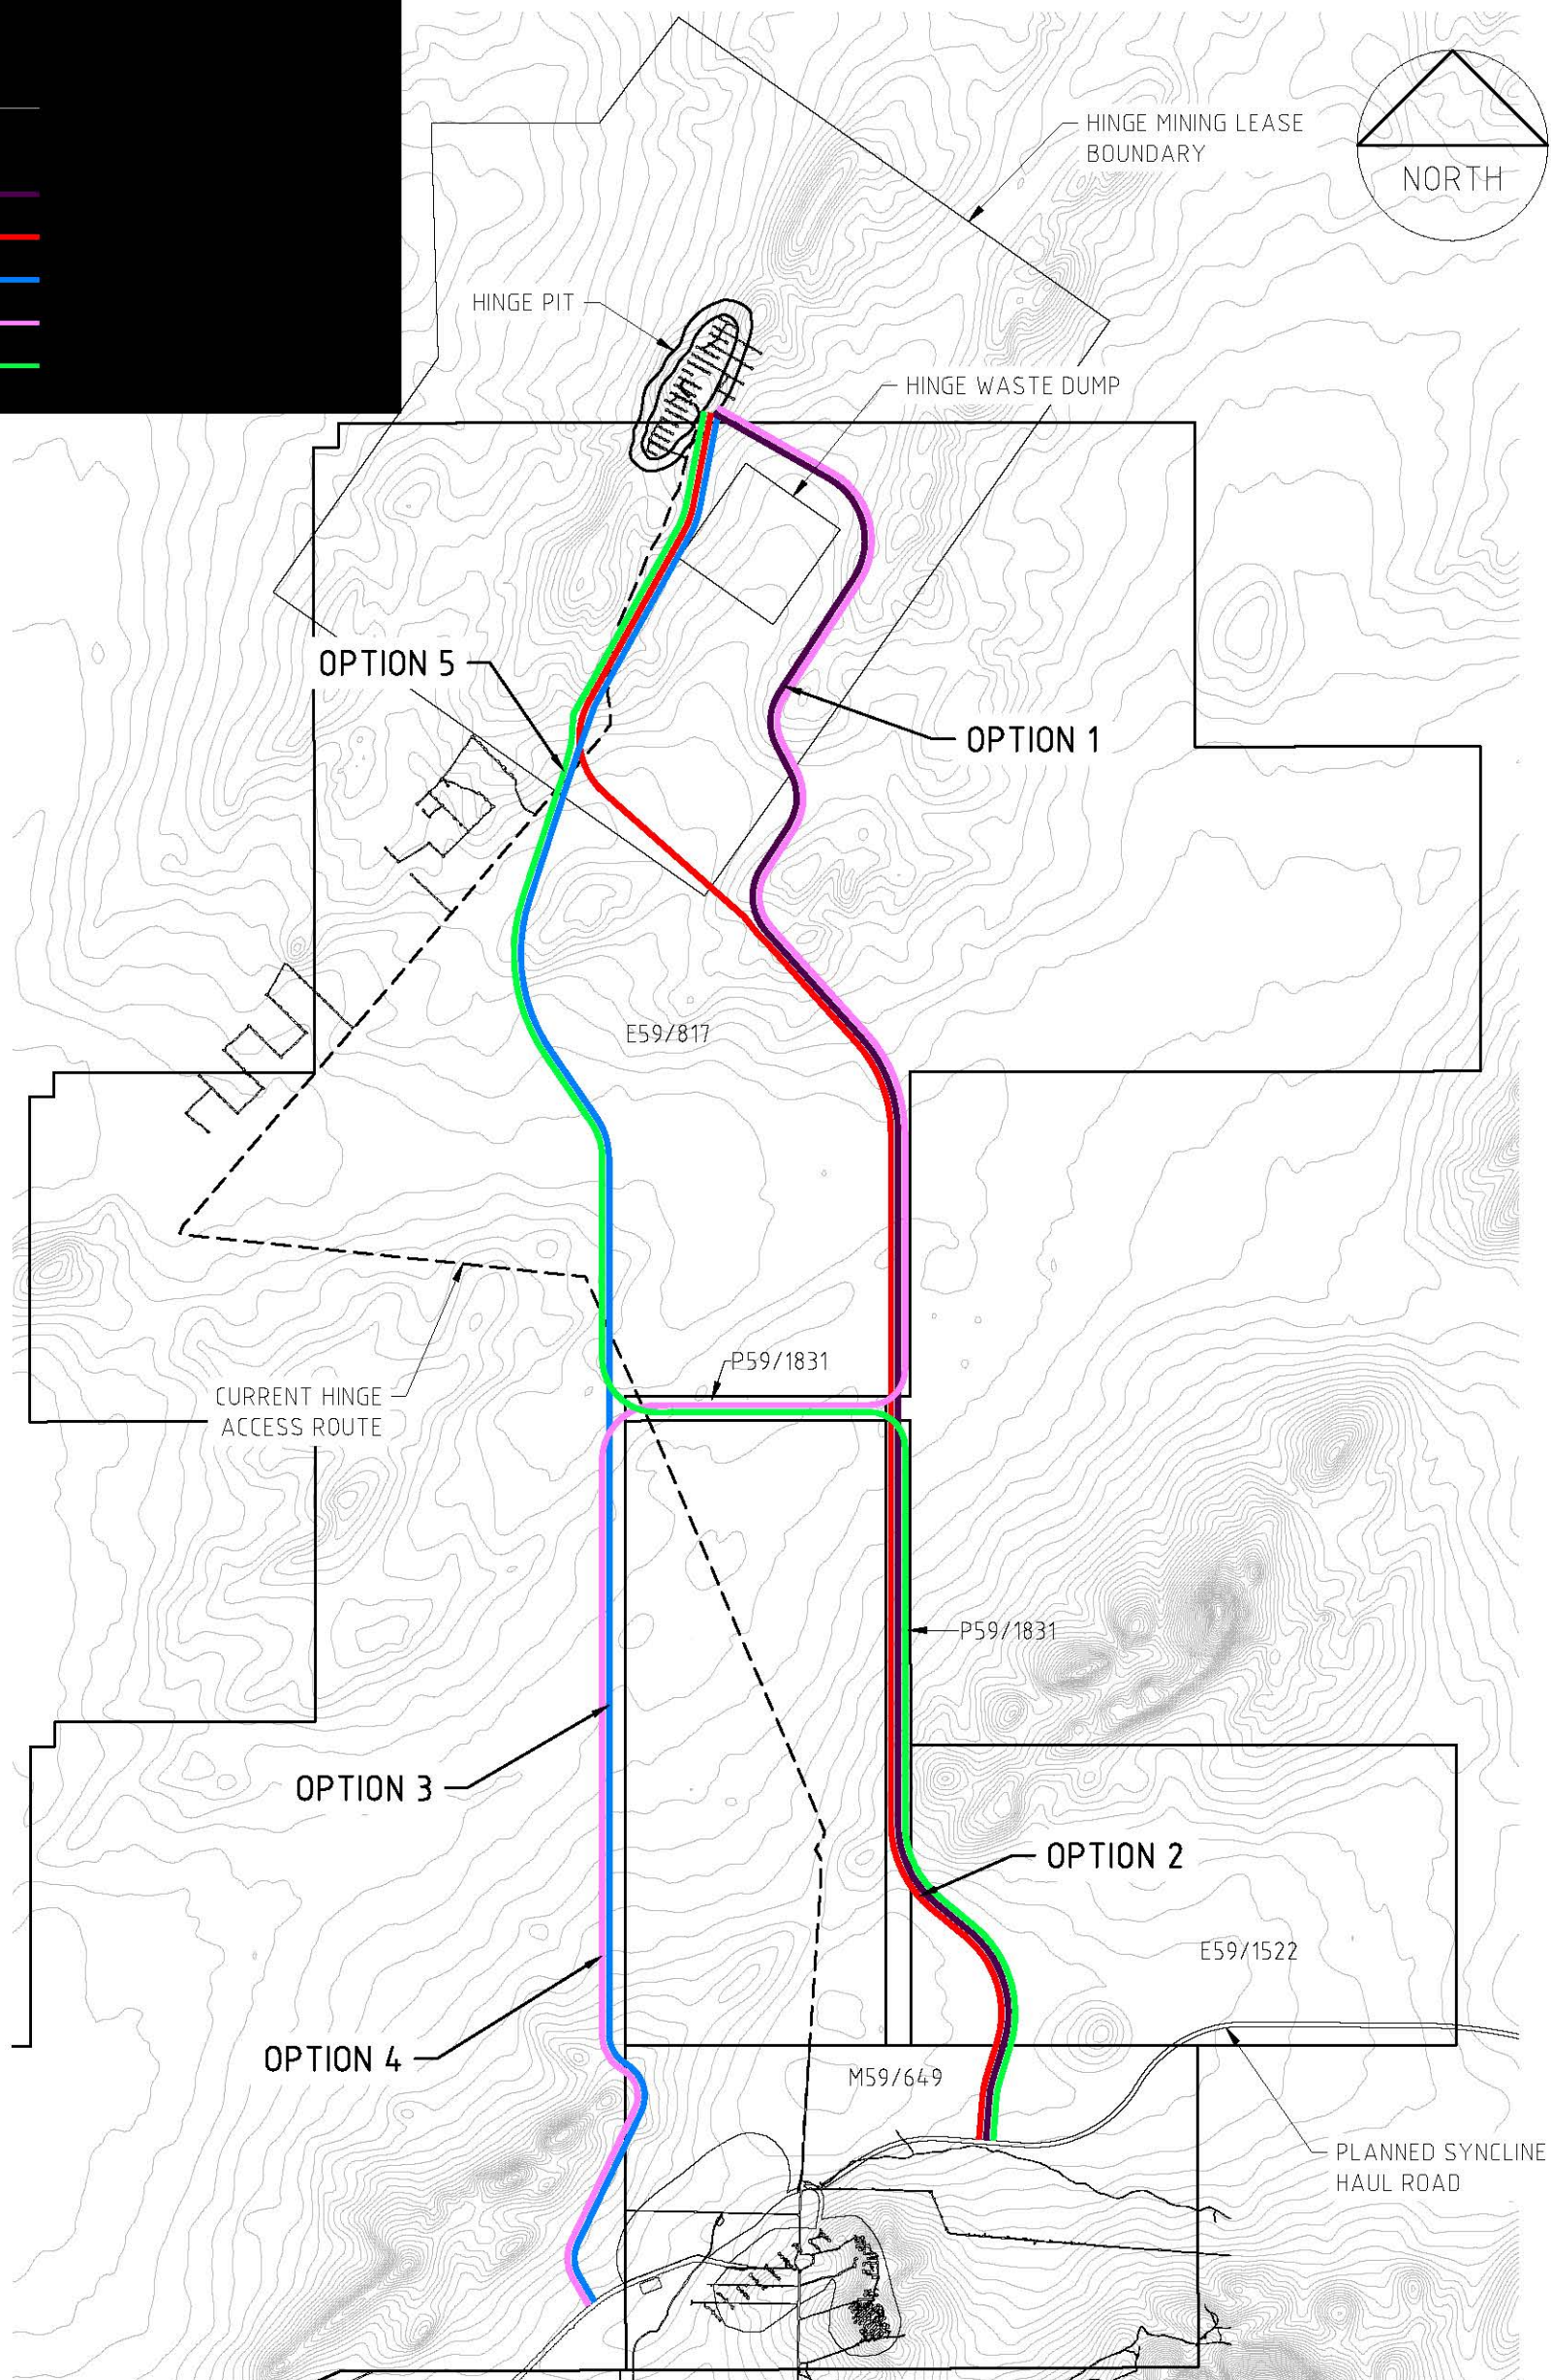 HINGE MINING LEASE
BOUNDARY
NORTH
HINGE PIT
HINGE WASTE DUMP
OPTION 5
OPTION 1
E59/817
P59/1831
CURRENT HINGE
ACCESS ROUTE
P59/1831
OPTION 3
OPTION 2
E59/1522
OPTION 4
M59/649
PLANNED SYNCLINE
HAUL ROAD